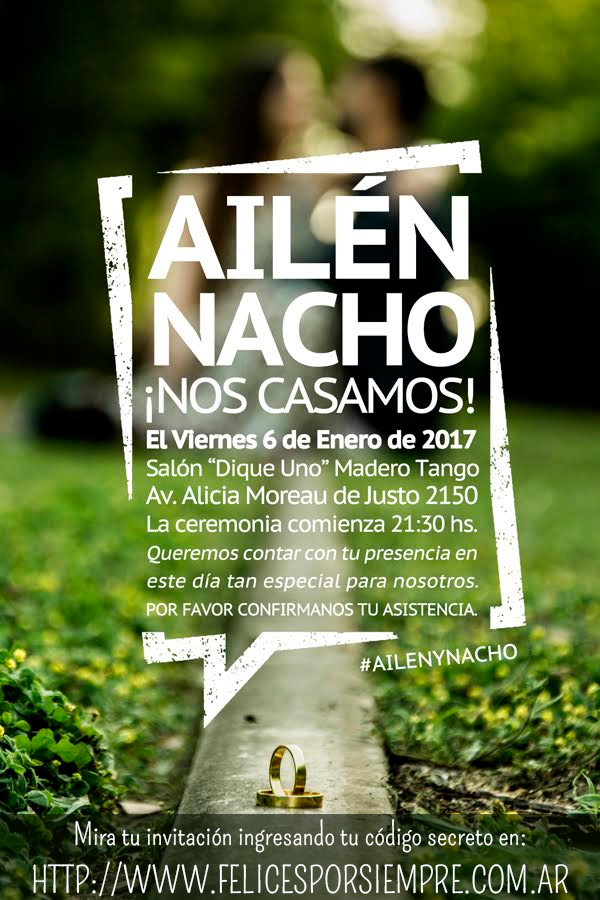 AILÉN
NACHO
¡NOS CASAMOS!
El Viernes 6 de Enero de 2017
Salón “Dique Uno” Madero Tango
Av. Alicia Moreau de Justo 2150
La ceremonia comienza 21:30 hs.
Queremos contar con tu presencia en
este día tan especial para nosotros.
POR FAVOR CONFIRMANOS TU ASISTENCIA.
#AILENYNACHO
Mira tu invitación ingresando tu código secreto en:
HTTP://WWW.FELICESPORSIEMPRE.COM.AR